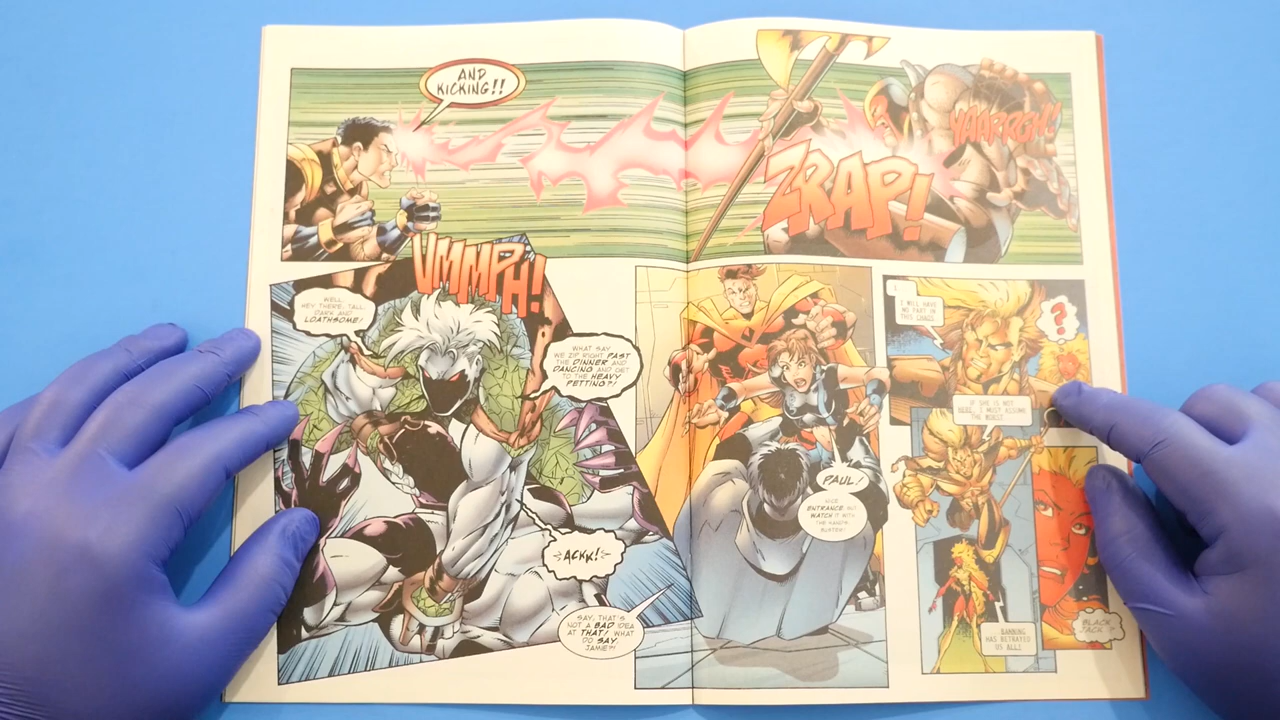 AND
KICKING!!
YAARRGH!
ZRAP!
UMMPH!
WELL,
HEY THERE, TALL,
DARK AND
LOATHSOME!
WHAT SAY
WE ZIP RIGHT PAST
THE DINNER AND
DANCING AND GET
TO THE HEAVY
PETTING?!
ACKK!
SAY, THAT'S
NOT A BAD IDEA
AT THAT! WHAT
DO SAY,
JAMIE?!
PAUL!
NICE
ENTRANCE BUT
WATCH IT WITH
THE HANDS,
BUSTER!
I...
I WILL HAVE
NO PART IN
THIS CHAOS
?
IF SHE IS NOT
HERE, I MUST ASSUME
THE WORST
BANNING
HAS BETRAYED
US ALL!
BLACK
JACK?